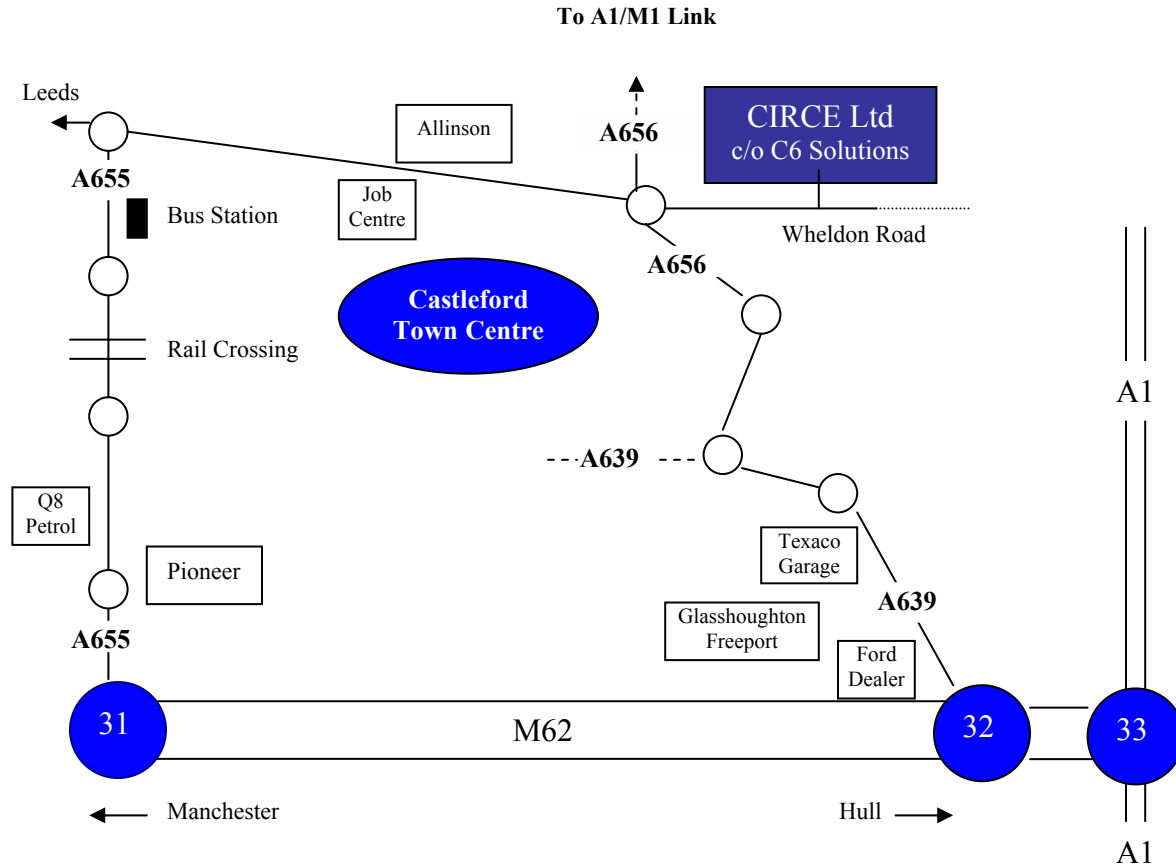 To A1/M1 Link
Leeds
Allinson
A656
CIRCE Ltd
c/o C6 Solutions
A655
Job
Centre
Bus Station
Wheldon Road
A656
Castleford
Town Centre
Rail Crossing
A1
A639
Q8
Petrol
Texaco
Garage
Pioneer
A639
Glasshoughton
Freeport
A655
Ford
Dealer
31
M62
32
33
Manchester
Hull
A1